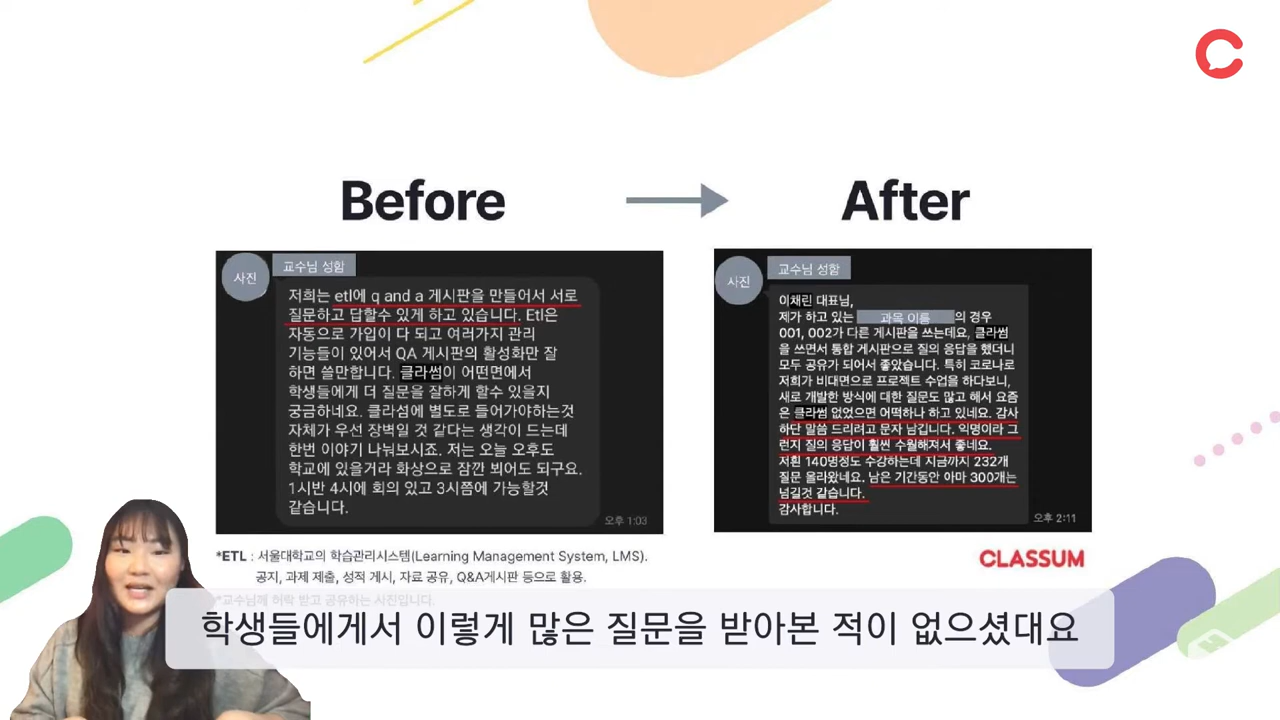 Before
After
사진
교수님 성함
저희는 etl에 q and a 게시판을 만들어서 서로
질문하고 답할수 있게 하고 있습니다. Etl은
자동으로 가입이 다 되고 여러가지 관리
기능들이 있어서 QA 게시판의 활성화만 잘
하면 쓸만합니다. 클라썸이 어떤면에서
학생들에게 더 질문을 잘하게 할수 있을지
궁금하네요. 클라섬에 별도로 들어가야하는것
자체가 우선 장벽일 것 같다는 생각이 드는데
한번 이야기 나눠보시죠. 저는 오늘 오후도
학교에 있을거라 화상으로 잠깐 뵈어도 되구요.
1시반 4시에 회의 있고 3시쯤에 가능할것
같습니다.
오후 1:03
사진
교수님 성함
이채린 대표님,
제가 하고 있는 과목 이름 의 경우
001, 002가 다른 게시판을 쓰는데요, 클라썸
을 쓰면서 통합 게시판으로 질의 응답을 했더니
모두 공유가 되어서 좋았습니다. 특히 코로나로
저희가 비대면으로 프로젝트 수업을 하다보니,
새로 개발한 방식에 대한 질문도 많고 해서 요즘
은 클라썸 없었으면 어떡하나 하고 있네요. 감사
하단 말씀 드리려고 문자 남깁니다. 익명이라 그
런지 질의 응답이 훨씬 수월해져서 좋네요.
저흰 140명정도 수강하는데 지금까지 232개
질문 올라왔네요. 남은 기간동안 아마 300개는
넘길것 같습니다.
감사합니다.
오후 2:11
*ETL : 서울대학교의 학습관리시스템(Learning Management System, LMS).
공지, 과제 제출, 성적 게시, 자료 공유, Q&A게시판 등으로 활용.
*교수님께 허락 받고 공유하는 사진입니다.
CLASSUM
학생들에게서 이렇게 많은 질문을 받아본 적이 없으셨대요